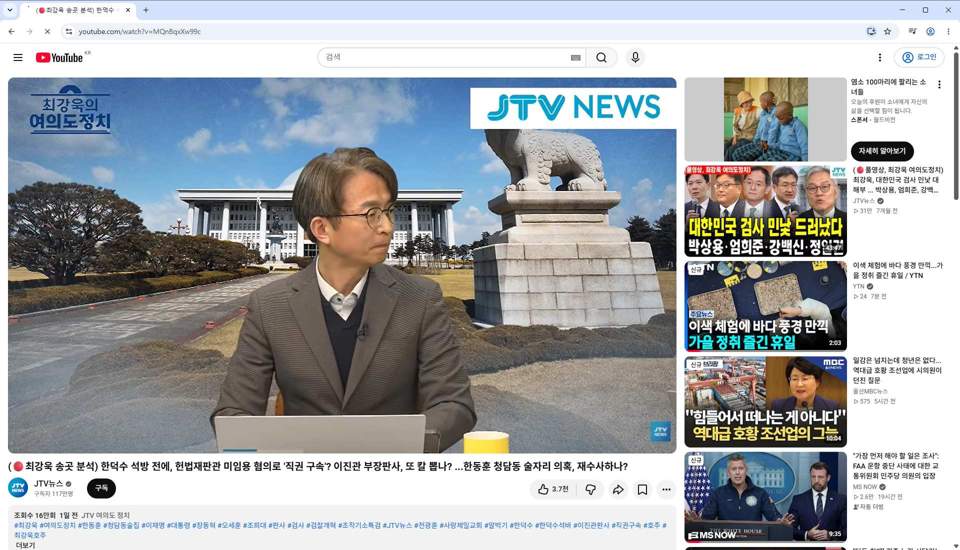 (🔴최강욱 송곳 분석) 한덕수
youtube.com/watch?v=MQnBqxXw99c
YouTube KR
검색
로그인
최강욱의
여의도정치
JTV NEWS
JTV
NEWS
(🔴최강욱 송곳 분석) 한덕수 석방 전에, 헌법재판관 미임용 혐의로 '직권 구속'? 이진관 부장판사, 또 칼 뽑나? ...한동훈 청담동 술자리 의혹, 재수사하나?
JTV뉴스
구독자 117만명
구독
3.7천
조회수 16만회 1일 전 JTV 여의도 정치
#최강욱 #여의도정치 #한동훈 #청담동술집 #이재명 #대통령 #장동혁 #오세훈 #조희대 #판사 #검사 #검찰개혁 #조작기소특검 #JTV뉴스 #전광훈 #사랑제일교회 #알박기 #한덕수 #한덕수석방 #이진관판사 #직권구속 #호주 #
최강욱호주
더보기
염소 100마리에 팔리는 소
녀들
오늘의 후원이 소녀에게 자신의
삶을 선택할 힘이 됩니다.
스폰서 · 월드비전
자세히 알아보기
풀영상, 최강욱 여의도정치)
JTV
대한민국 검사 민낯 드러났다
박상용·엄희준·강백신·정일권
43:47
(🔴풀영상, 최강욱 여의도정치)
최강욱, 대한민국 검사 민낯 대
해부 ... 박상용, 엄희준, 강백...
JTV뉴스
31만 7개월 전
신규
주요뉴스
이색 체험에 바다 풍경 만끽
가을 정취 즐긴 휴일
2:03
이색 체험에 바다 풍경 만끽...가
을 정취 즐긴 휴일 / YTN
YTN
24 7분 전
신규
MBC
"힘들어서 떠나는 게 아니다"
역대급 호황 조선업의 그늘
10:04
일감은 넘치는데 청년은 없다...
역대급 호황 조선업에 시의원이
던진 질문
울산MBC뉴스
575 5시간 전
신규
MS NOW
9:35
"가장 먼저 해야 할 일은 조사":
FAA 운항 중단 사태에 대한 교
통위원회 민주당 의원의 입장
MS NOW
2.6천 19시간 전
자동 더빙